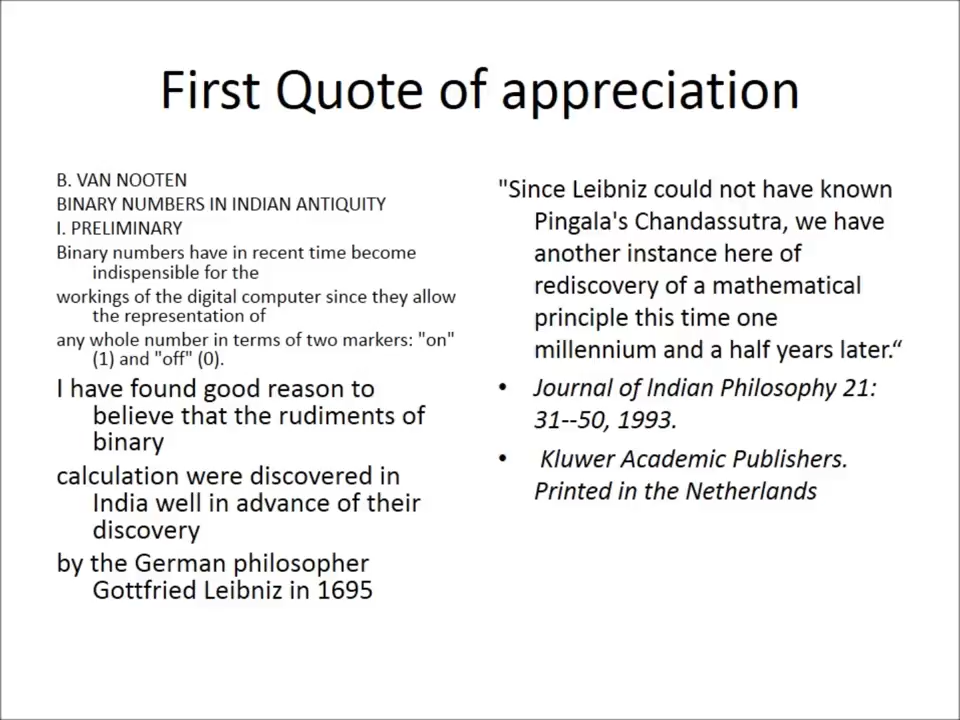 First Quote of appreciation
B. VAN NOOTEN
BINARY NUMBERS IN INDIAN ANTIQUITY
I. PRELIMINARY
Binary numbers have in recent time become
indispensible for the
workings of the digital computer since they allow
the representation of
any whole number in terms of two markers: "on"
(1) and "off" (0).
I have found good reason to
believe that the rudiments of
binary
calculation were discovered in
India well in advance of their
discovery
by the German philosopher
Gottfried Leibniz in 1695
"Since Leibniz could not have known
Pingala's Chandassutra, we have
another instance here of
rediscovery of a mathematical
principle this time one
millennium and a half years later.“
• Journal of lndian Philosophy 21:
31--50, 1993.
• Kluwer Academic Publishers.
Printed in the Netherlands